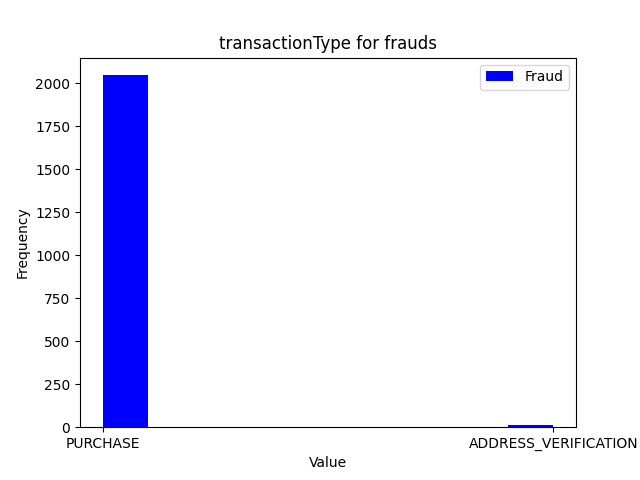 transactionType for frauds
Fraud
2000
1750
1500
1250
1000
750
500
250
0
Frequency
PURCHASE
ADDRESS_VERIFICATION
Value